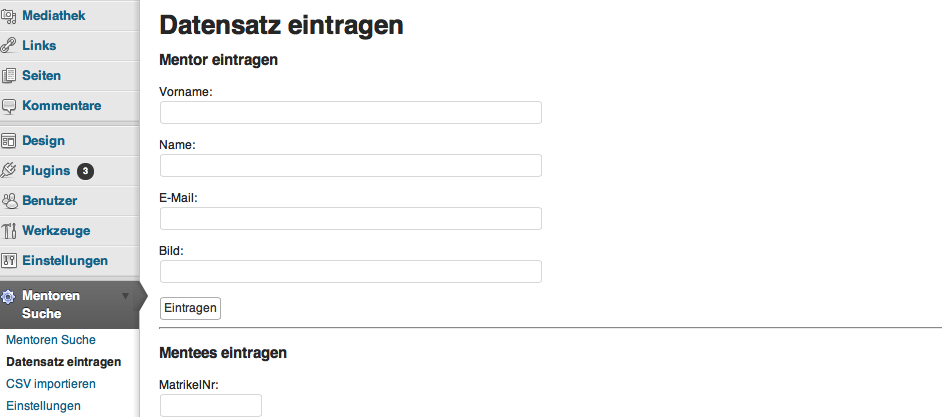 Mediathek
Links
Seiten
Kommentare
Design
Plugins 3
Benutzer
Werkzeuge
Einstellungen
Mentoren
Suche
Mentoren Suche
Datensatz eintragen
CSV importieren
Einstellungen
Datensatz eintragen
Mentor eintragen
Vorname:
Name:
E-Mail:
Bild:
Eintragen
Mentees eintragen
MatrikelNr: